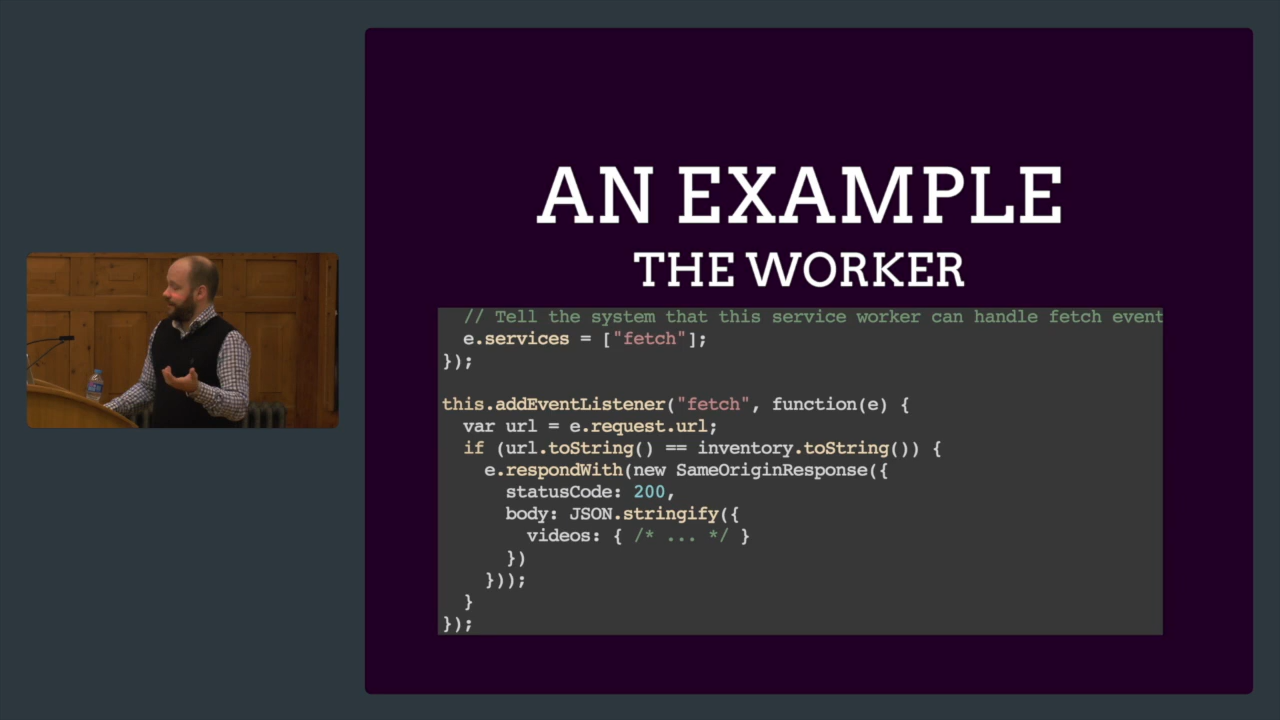 AN EXAMPLE
THE WORKER
  // Tell the system that this service worker can handle fetch event
  e.services = ["fetch"];
});

this.addEventListener("fetch", function(e) {
  var url = e.request.url;
  if (url.toString() == inventory.toString()) {
    e.respondWith(new SameOriginResponse({
      statusCode: 200,
      body: JSON.stringify({
        videos: { /* ... */ }
      })
    }));
  }
});